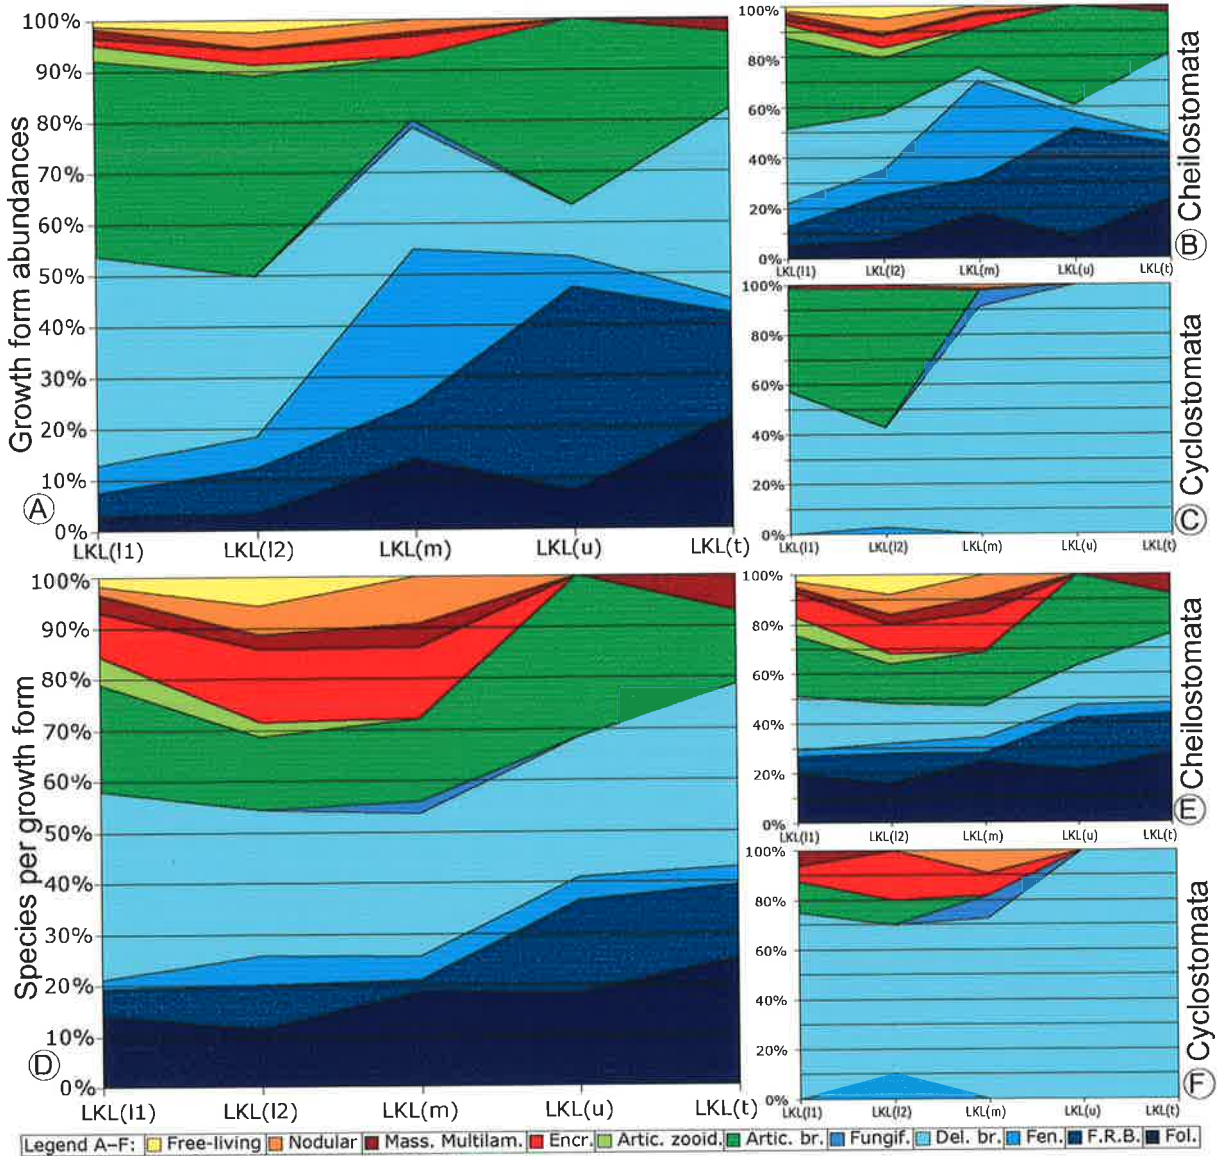 Growth form abundances
100%
90%
80%
70%
60%
50%
40%
30%
20%
10%
0%
A
LKL(l1) LKL(l2) LKL(m) LKL(u) LKL(t)
100%
80%
60%
40%
20%
0%
LKL(l1) LKL(l2) LKL(m) LKL(u) LKL(t)
Cheilostomata
B
100%
80%
60%
40%
20%
0%
LKL(l1) LKL(l2) LKL(m) LKL(u) LKL(t)
Cyclostomata
C
Species per growth form
100%
90%
80%
70%
60%
50%
40%
30%
20%
10%
0%
D
LKL(l1) LKL(l2) LKL(m) LKL(u) LKL(t)
100%
80%
60%
40%
20%
0%
LKL(l1) LKL(l2) LKL(m) LKL(u) LKL(t)
Cheilostomata
E
100%
80%
60%
40%
20%
0%
LKL(l1) LKL(l2) LKL(m) LKL(u) LKL(t)
Cyclostomata
F
Legend A–F: Free-living Nodular Mass. Multilam. Encr. Artic. zooid. Artic. br. Fungif. Del. br. Fen. F.R.B. Fol.